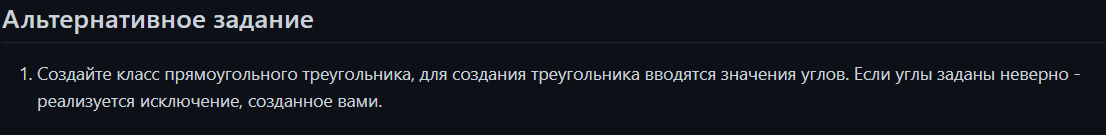 Альтернативное задание
1. Создайте класс прямоугольного треугольника, для создания треугольника вводятся значения углов. Если углы заданы неверно -
реализуется исключение, созданное вами.